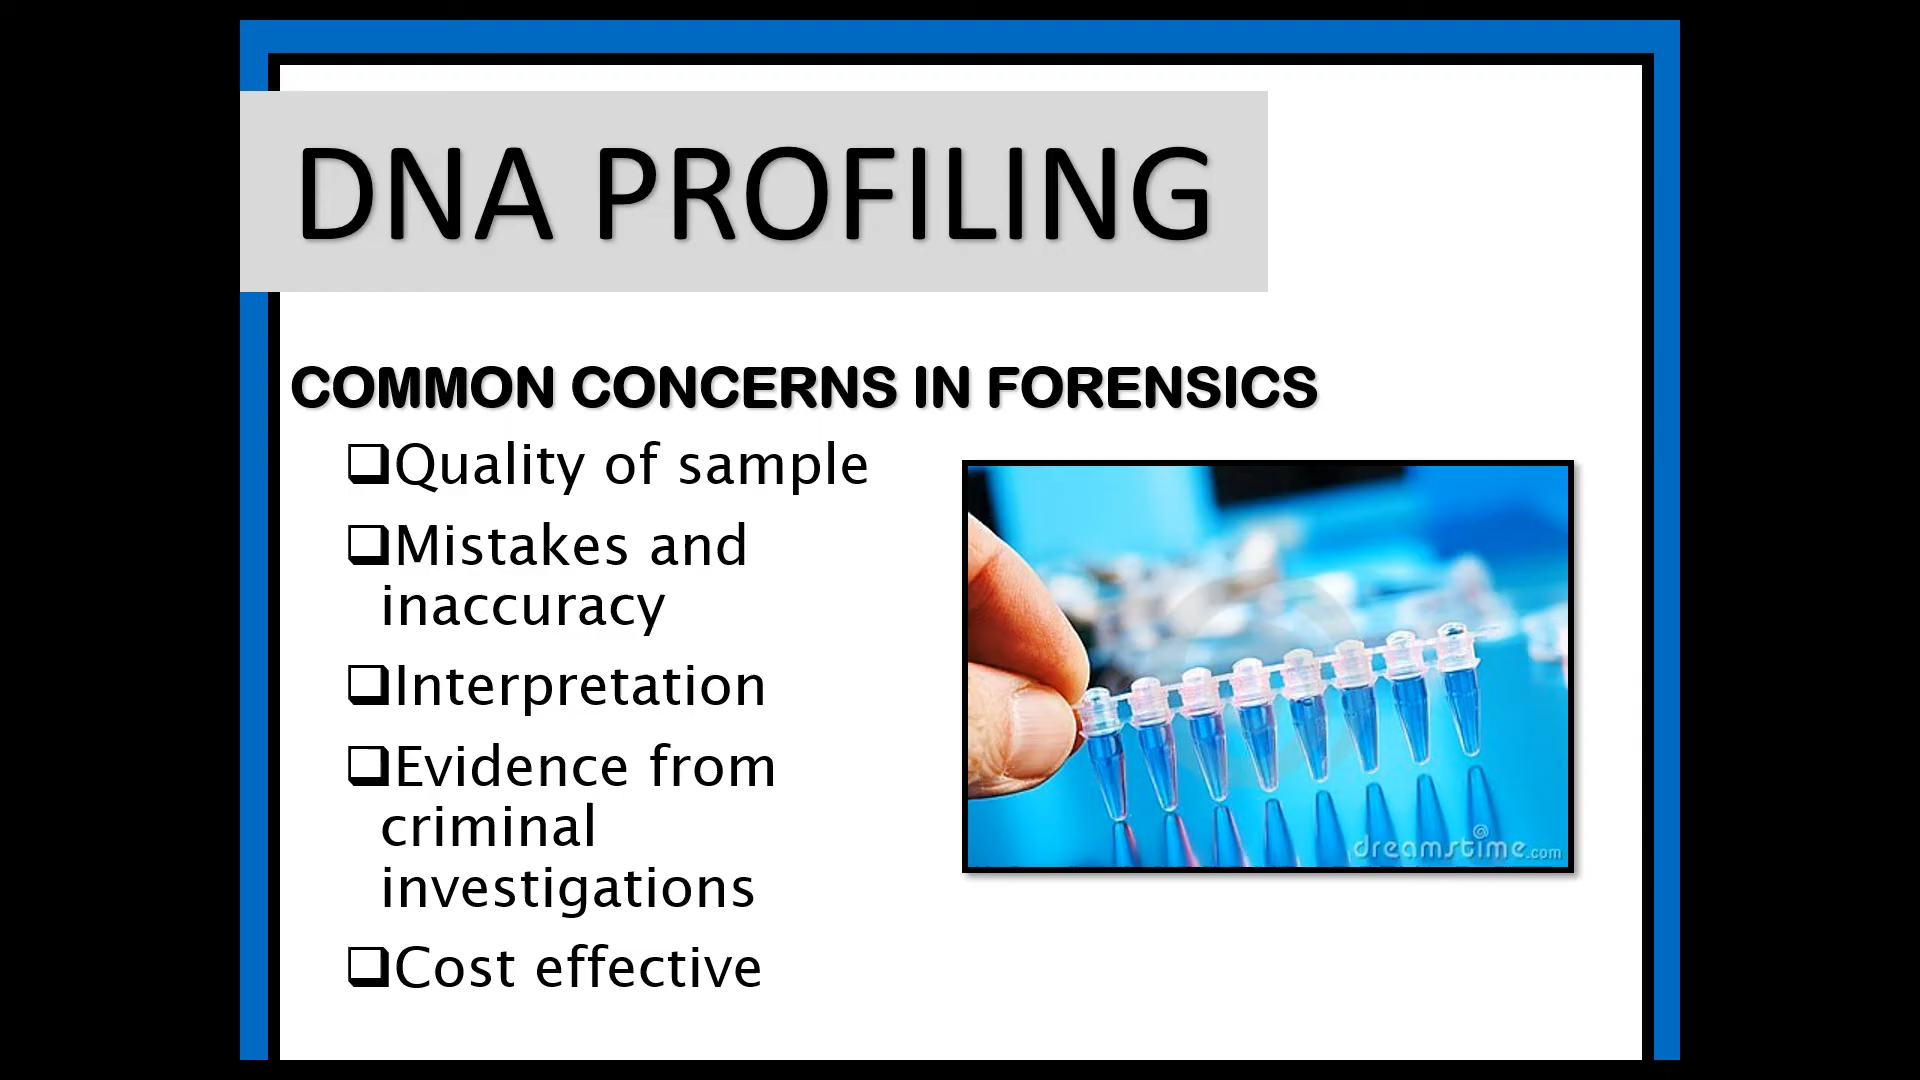 DNA PROFILING
COMMON CONCERNS IN FORENSICS
❑Quality of sample
❑Mistakes and
inaccuracy
❑Interpretation
❑Evidence from
criminal
investigations
❑Cost effective
dreamstime.com